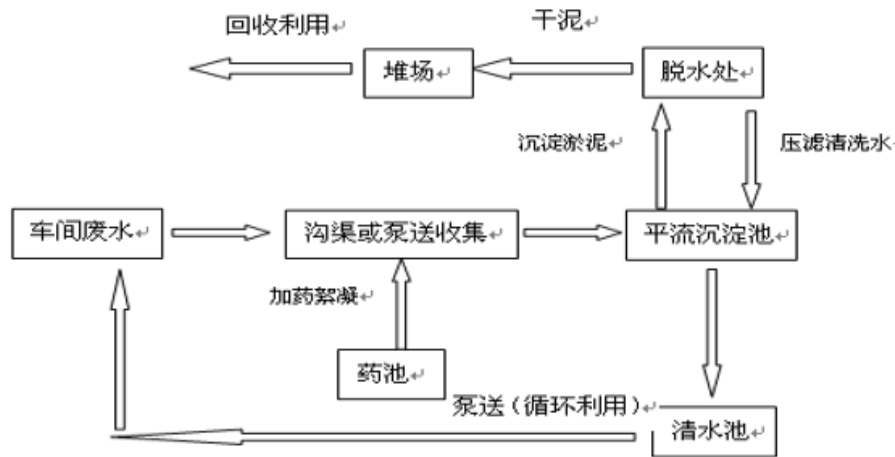 回收利用
干泥
堆场
脱水处
沉淀淤泥
压滤清洗水
车间废水
沟渠或泵送收集
平流沉淀池
加药絮凝
药池
泵送（循环利用）
清水池